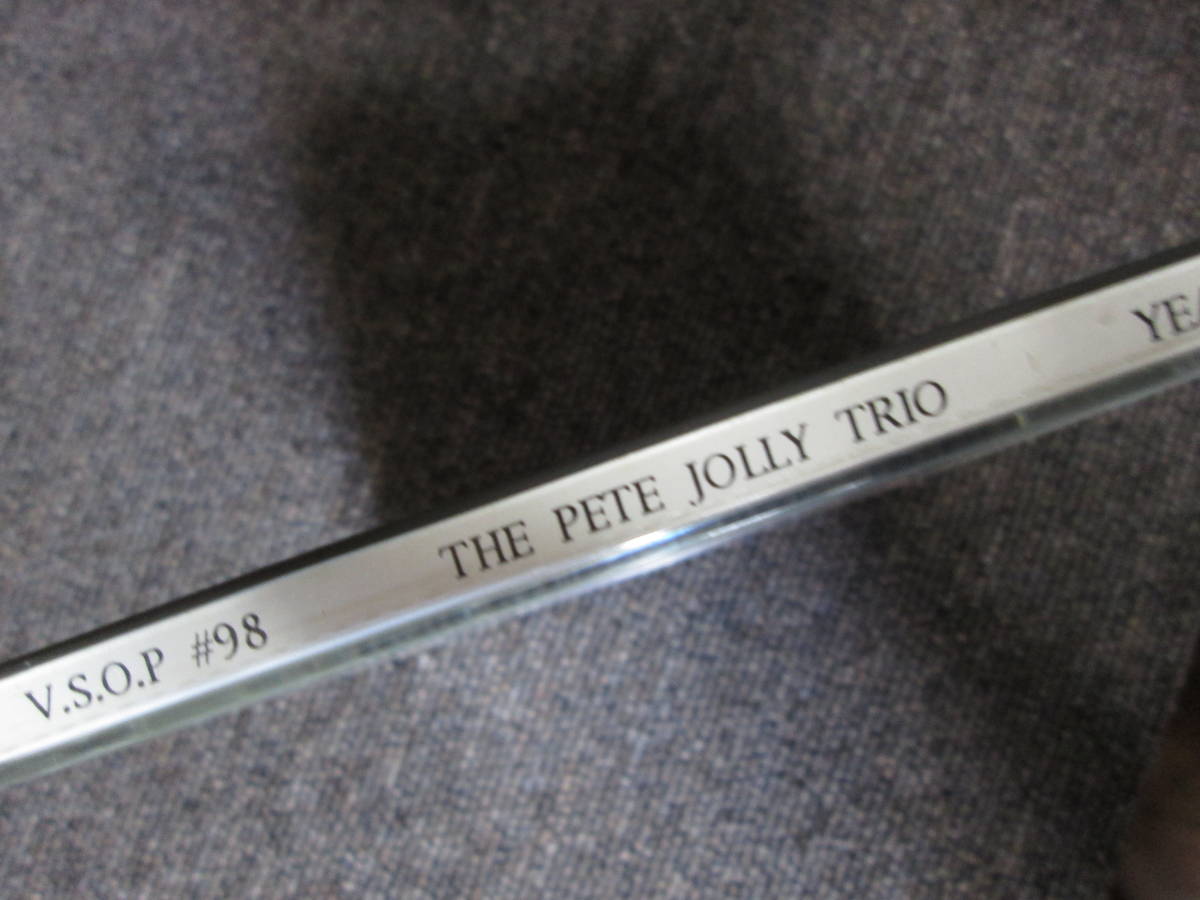 V.S.O.P #98 THE PETE JOLLY TRIO